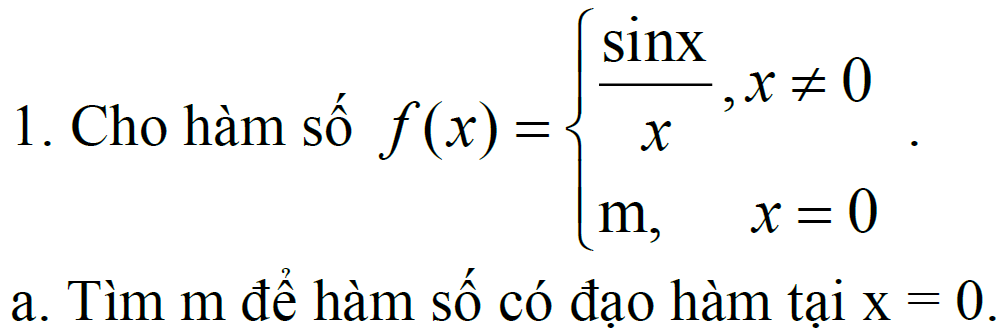 1. Cho hàm số f(x) = { sinx/x , x ≠ 0 .
m, x = 0
a. Tìm m để hàm số có đạo hàm tại x = 0.